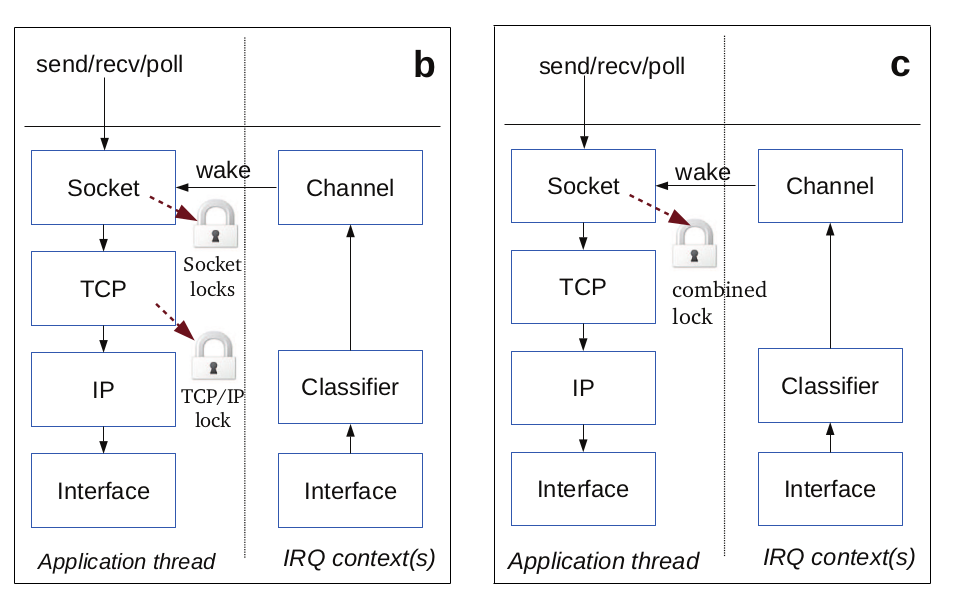 b
send/recv/poll
wake
Socket
Channel
Socket
locks
TCP
TCP/IP
lock
IP
Classifier
Interface
Interface
Application thread
IRQ context(s)
c
send/recv/poll
wake
Socket
Channel
TCP
combined
lock
IP
Classifier
Interface
Interface
Application thread
IRQ context(s)